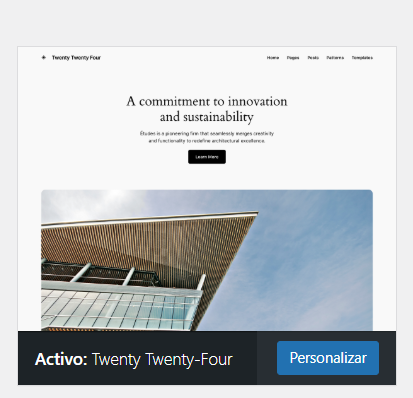 Twenty Twenty Four
Home Pages Posts Patterns Templates
A commitment to innovation
and sustainability
Études is a pioneering firm that seamlessly merges creativity
and functionality to redefine architectural excellence.
Learn More
Activo: Twenty Twenty-Four
Personalizar